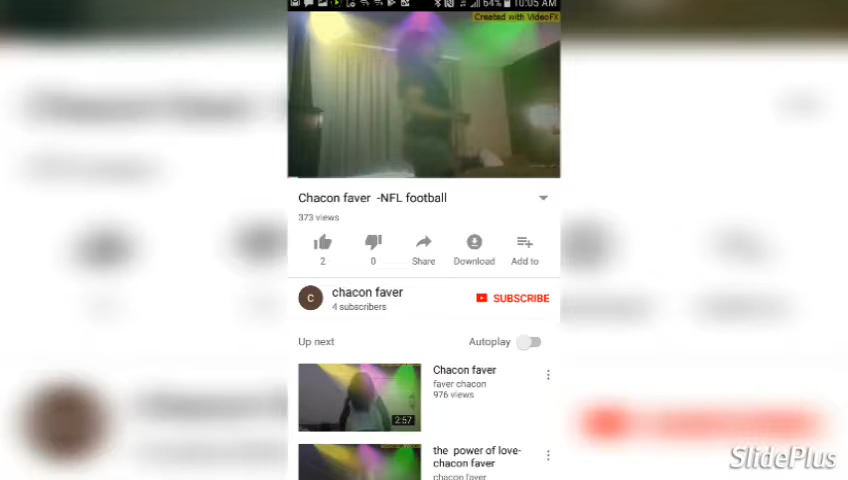 64% 10:05 AM
Created with VideoFX
Chacon faver -NFL football
373 views
2
0
Share
Download
Add to
C
chacon faver
4 subscribers
SUBSCRIBE
Up next
Autoplay
Chacon faver
faver chacon
976 views
2:57
the power of love-
chacon faver
chacon faver
SlidePlus